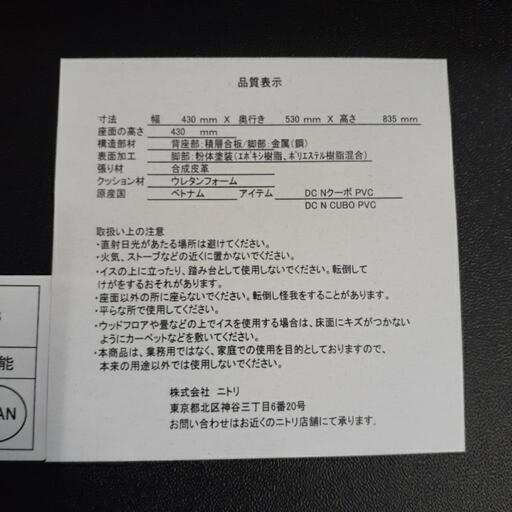 品質表示
寸法 幅 430 mm X 奥行き 530 mm X 高さ 835 mm
座面の高さ 430 mm
構造部材 背座部:積層合板/脚部:金属(鋼)
表面加工 脚部:粉体塗装(エポキシ樹脂、ポリエステル樹脂混合)
張り材 合成皮革
クッション材 ウレタンフォーム
原産国 ベトナム アイテム DC Nクーボ PVC
DC N CUBO PVC
取扱い上の注意
・直射日光があたる場所は避けてください。
・火気、ストーブなどの近くに置かないでください。
・イスの上に立ったり、踏み台として使用しないでください。転倒して
けがをするおそれがあります。
・座面以外の所に座らないでください。転倒し怪我をすることがあります。
・平らな所で使用してください。
・ウッドフロアや畳などの上でイスを使用する場合は、床面にキズがつかない
ようにカーペットなどを敷いてください。
・本商品は、業務用ではなく、家庭での使用を目的としておりますため、
本来の用途以外では使用しないでください。
株式会社 ニトリ
東京都北区神谷三丁目6番20号
お問い合わせはお近くのニトリ店舗にて承ります。
能
AN